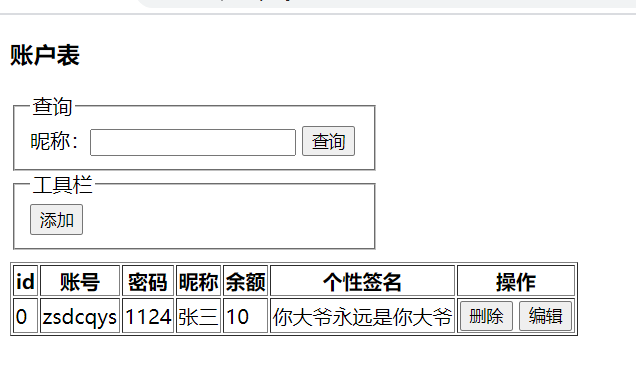 账户表
查询
昵称： 查询
工具栏
添加
id 账号 密码 昵称 余额 个性签名 操作
0 zsdcqys 1124 张三 10 你大爷永远是你大爷 删除 编辑